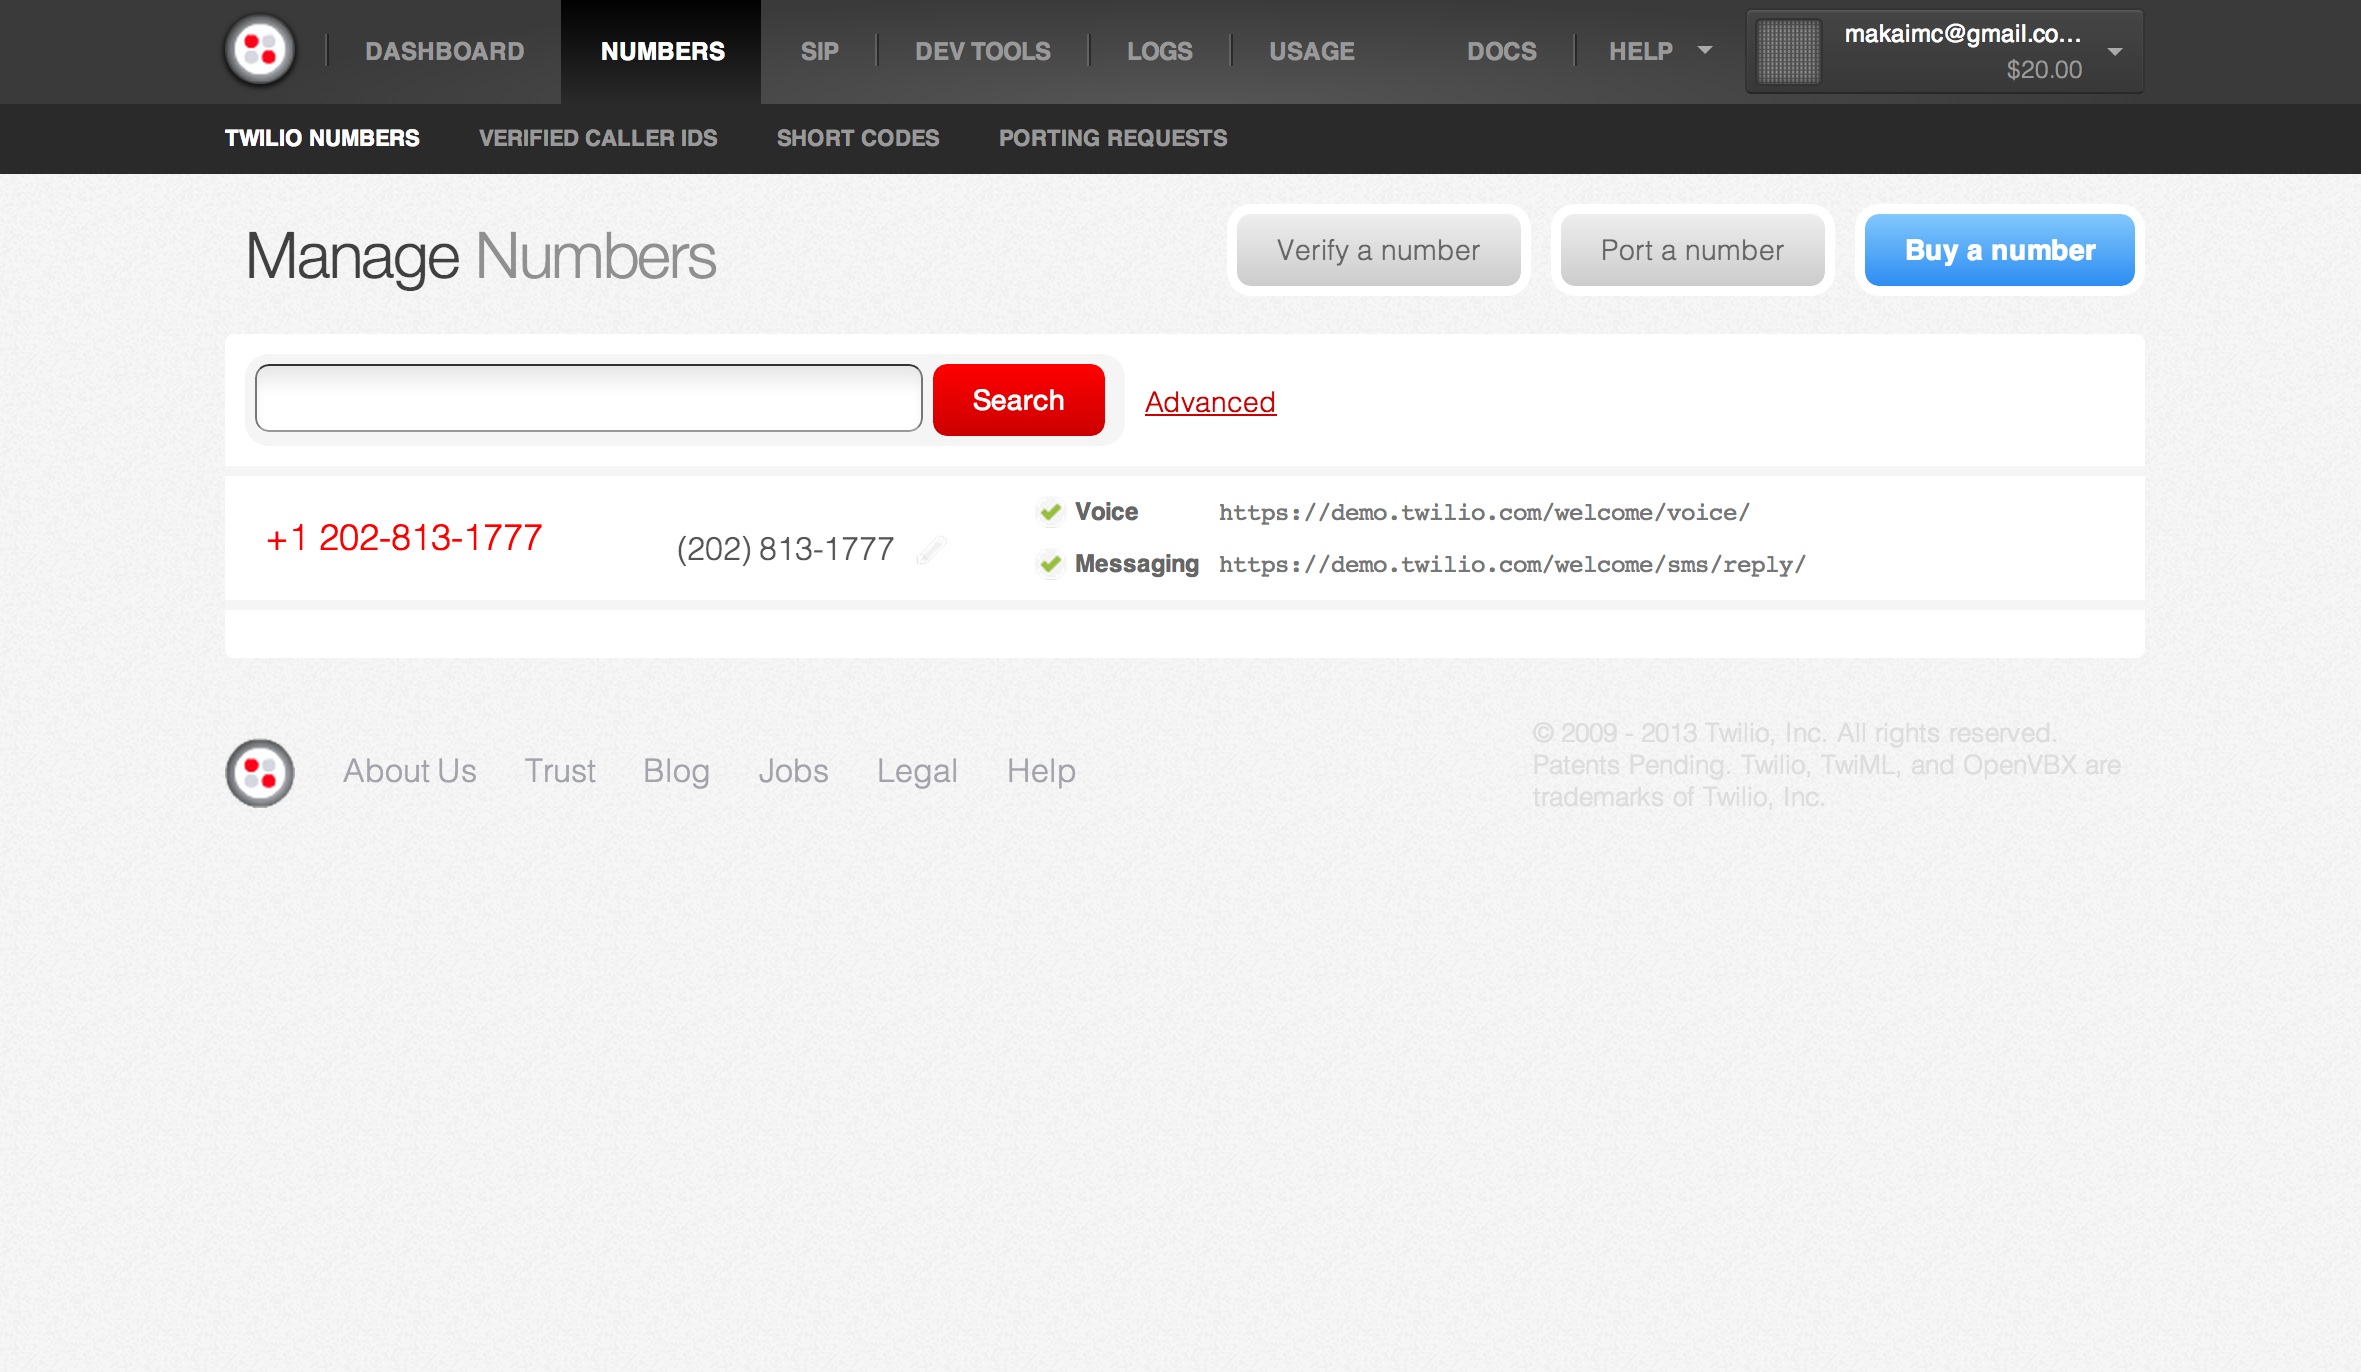 DASHBOARD NUMBERS SIP DEV TOOLS LOGS USAGE DOCS HELP makaimc@gmail.co...
$20.00
TWILIO NUMBERS VERIFIED CALLER IDS SHORT CODES PORTING REQUESTS
Manage Numbers Verify a number Port a number Buy a number
Search Advanced
+1 202-813-1777 (202) 813-1777
Voice https://demo.twilio.com/welcome/voice/
Messaging https://demo.twilio.com/welcome/sms/reply/
About Us Trust Blog Jobs Legal Help
© 2009 - 2013 Twilio, Inc. All rights reserved.
Patents Pending. Twilio, TwiML, and OpenVBX are
trademarks of Twilio, Inc.